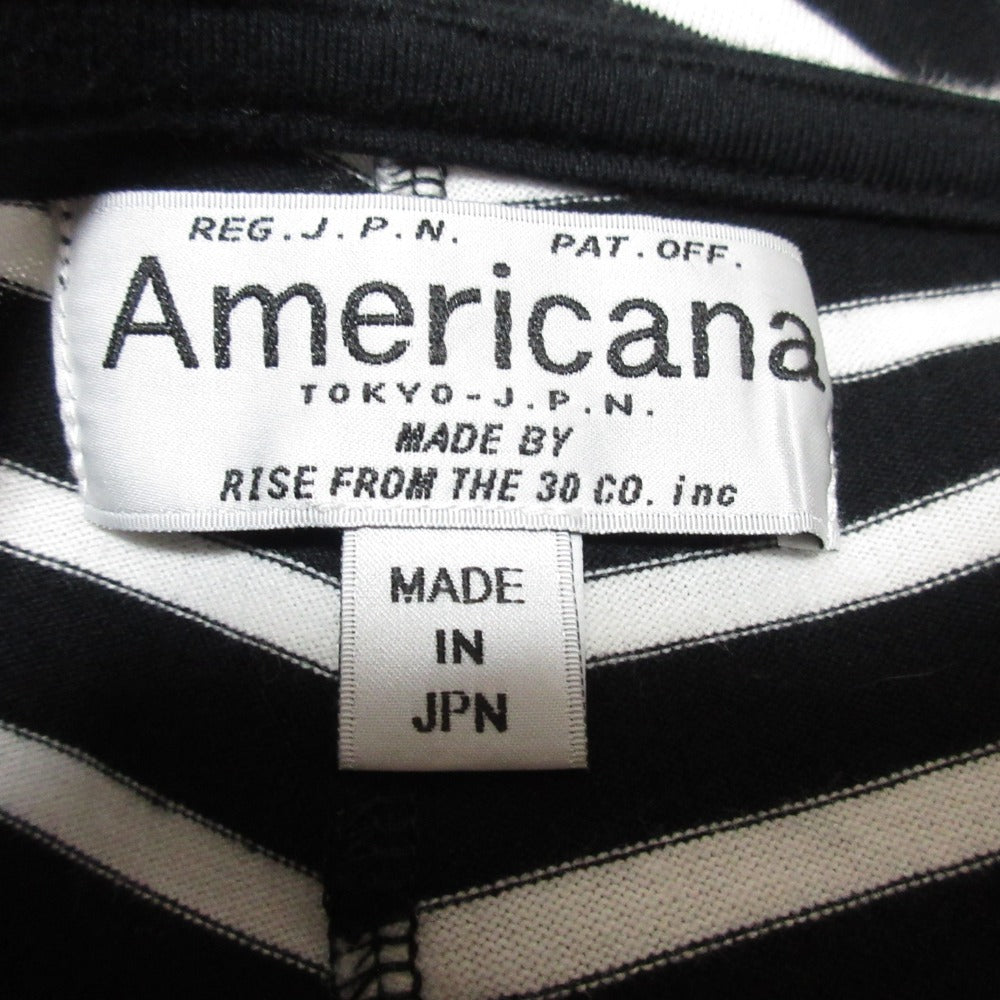 REG.J.P.N. PAT.OFF.
Americana
TOKYO-J.P.N.
MADE BY
RISE FROM THE 30 CO. inc
MADE
IN
JPN